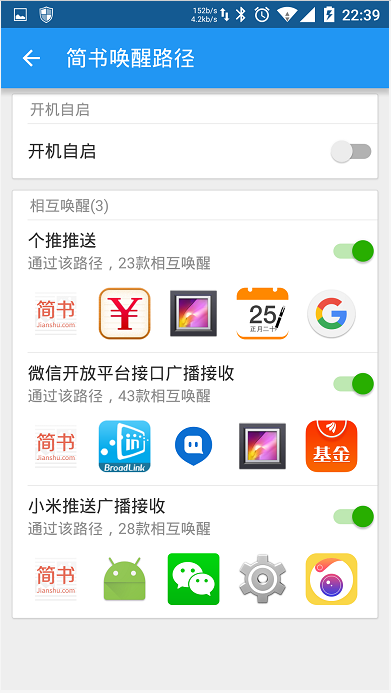 152b/s
4.2kb/s
22:39
简书唤醒路径
开机自启
开机自启
相互唤醒(3)
个推推送
通过该路径，23款相互唤醒
简书
Jianshu.com
¥
25
正月二十
G
微信开放平台接口广播接收
通过该路径，43款相互唤醒
简书
Jianshu.com
BroadLink
基金
小米推送广播接收
通过该路径，28款相互唤醒
简书
Jianshu.com